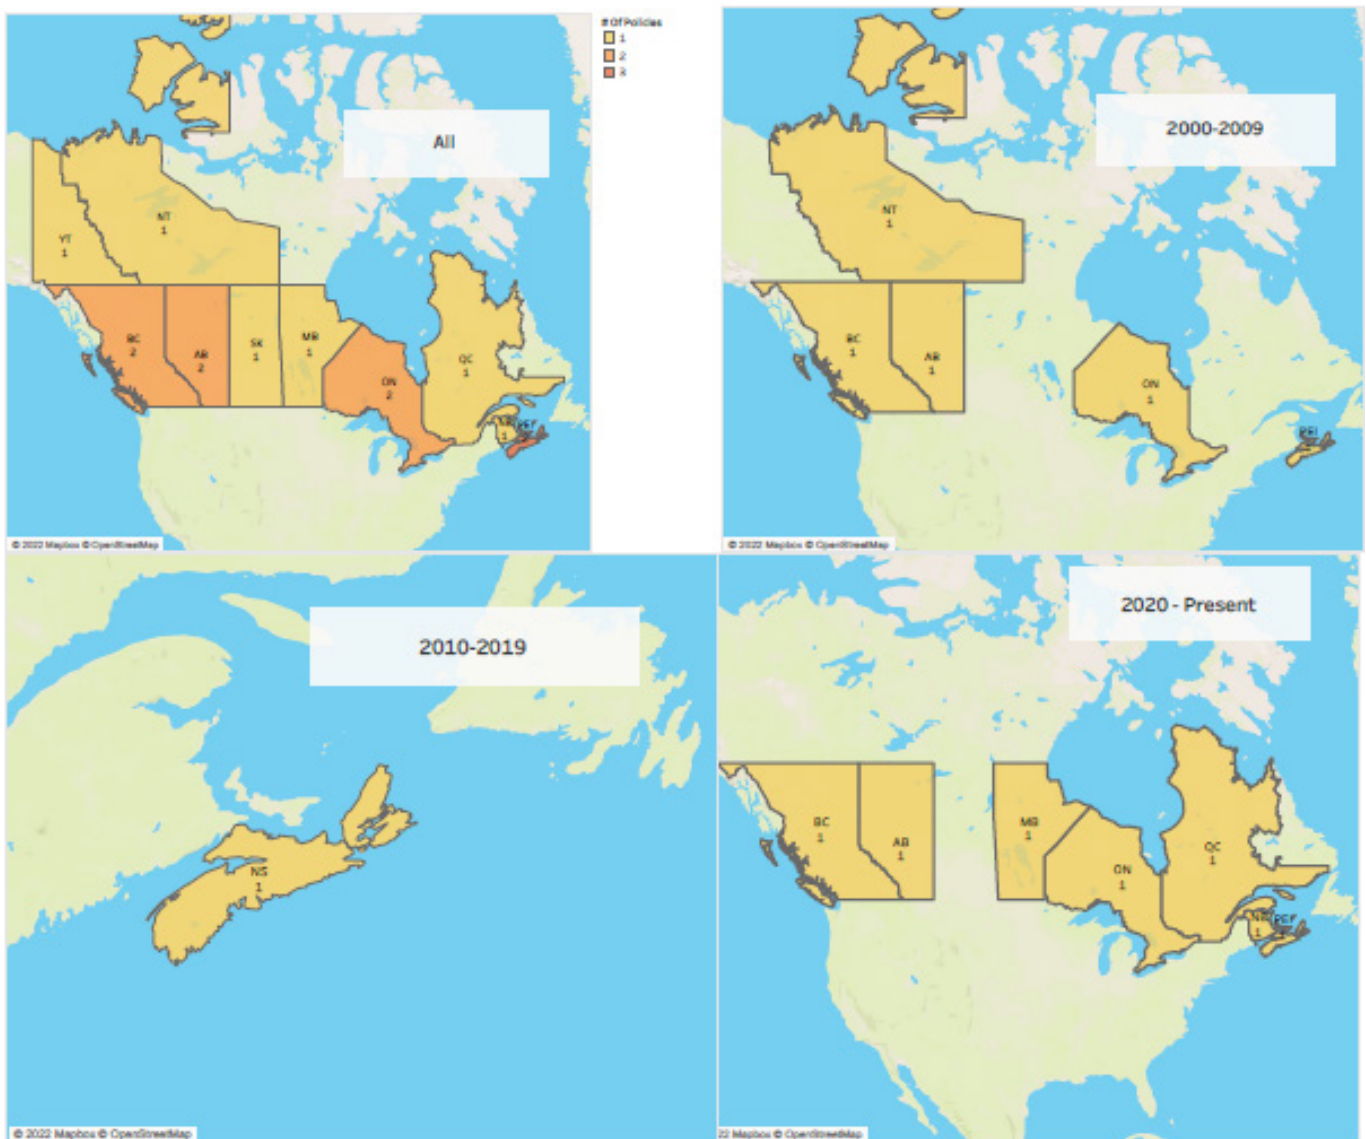 # Of Policies
1
2
3
All
YT
1
NT
1
BC
2
AB
2
SK
1
MB
1
ON
2
QC
1
1
© 2022 Mapbox © OpenStreetMap
2000-2009
NT
1
BC
1
AB
1
ON
1
PEI
© 2022 Mapbox © OpenStreetMap
2010-2019
NS
1
© 2022 Mapbox © OpenStreetMap
2020 - Present
BC
1
AB
1
MB
1
ON
1
QC
1
1
22 Mapbox © OpenStreetMap